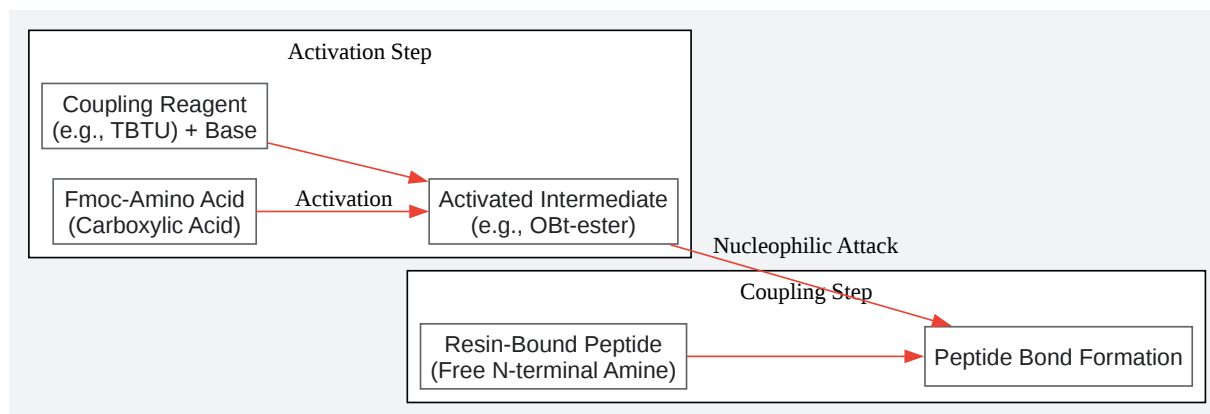 Activation Step
Coupling Reagent
(e.g., TBTU) + Base
Fmoc-Amino Acid
(Carboxylic Acid)
Activation
Activated Intermediate
(e.g., OBt-ester)
Nucleophilic Attack
Coupling Step
Resin-Bound Peptide
(Free N-terminal Amine)
Peptide Bond Formation